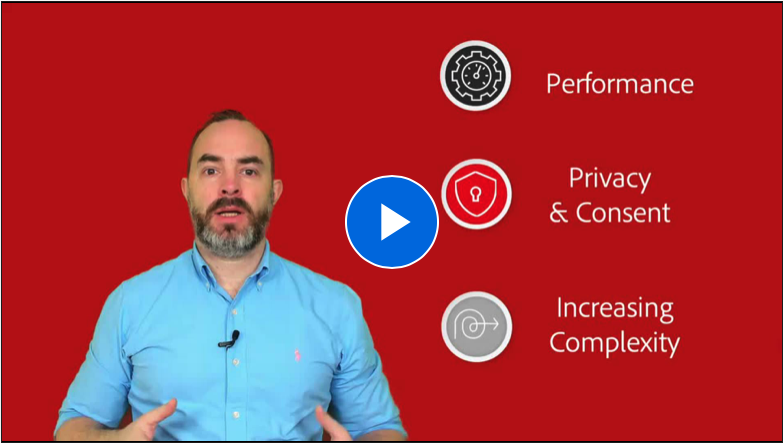 Performance
Privacy
& Consent
Increasing
Complexity